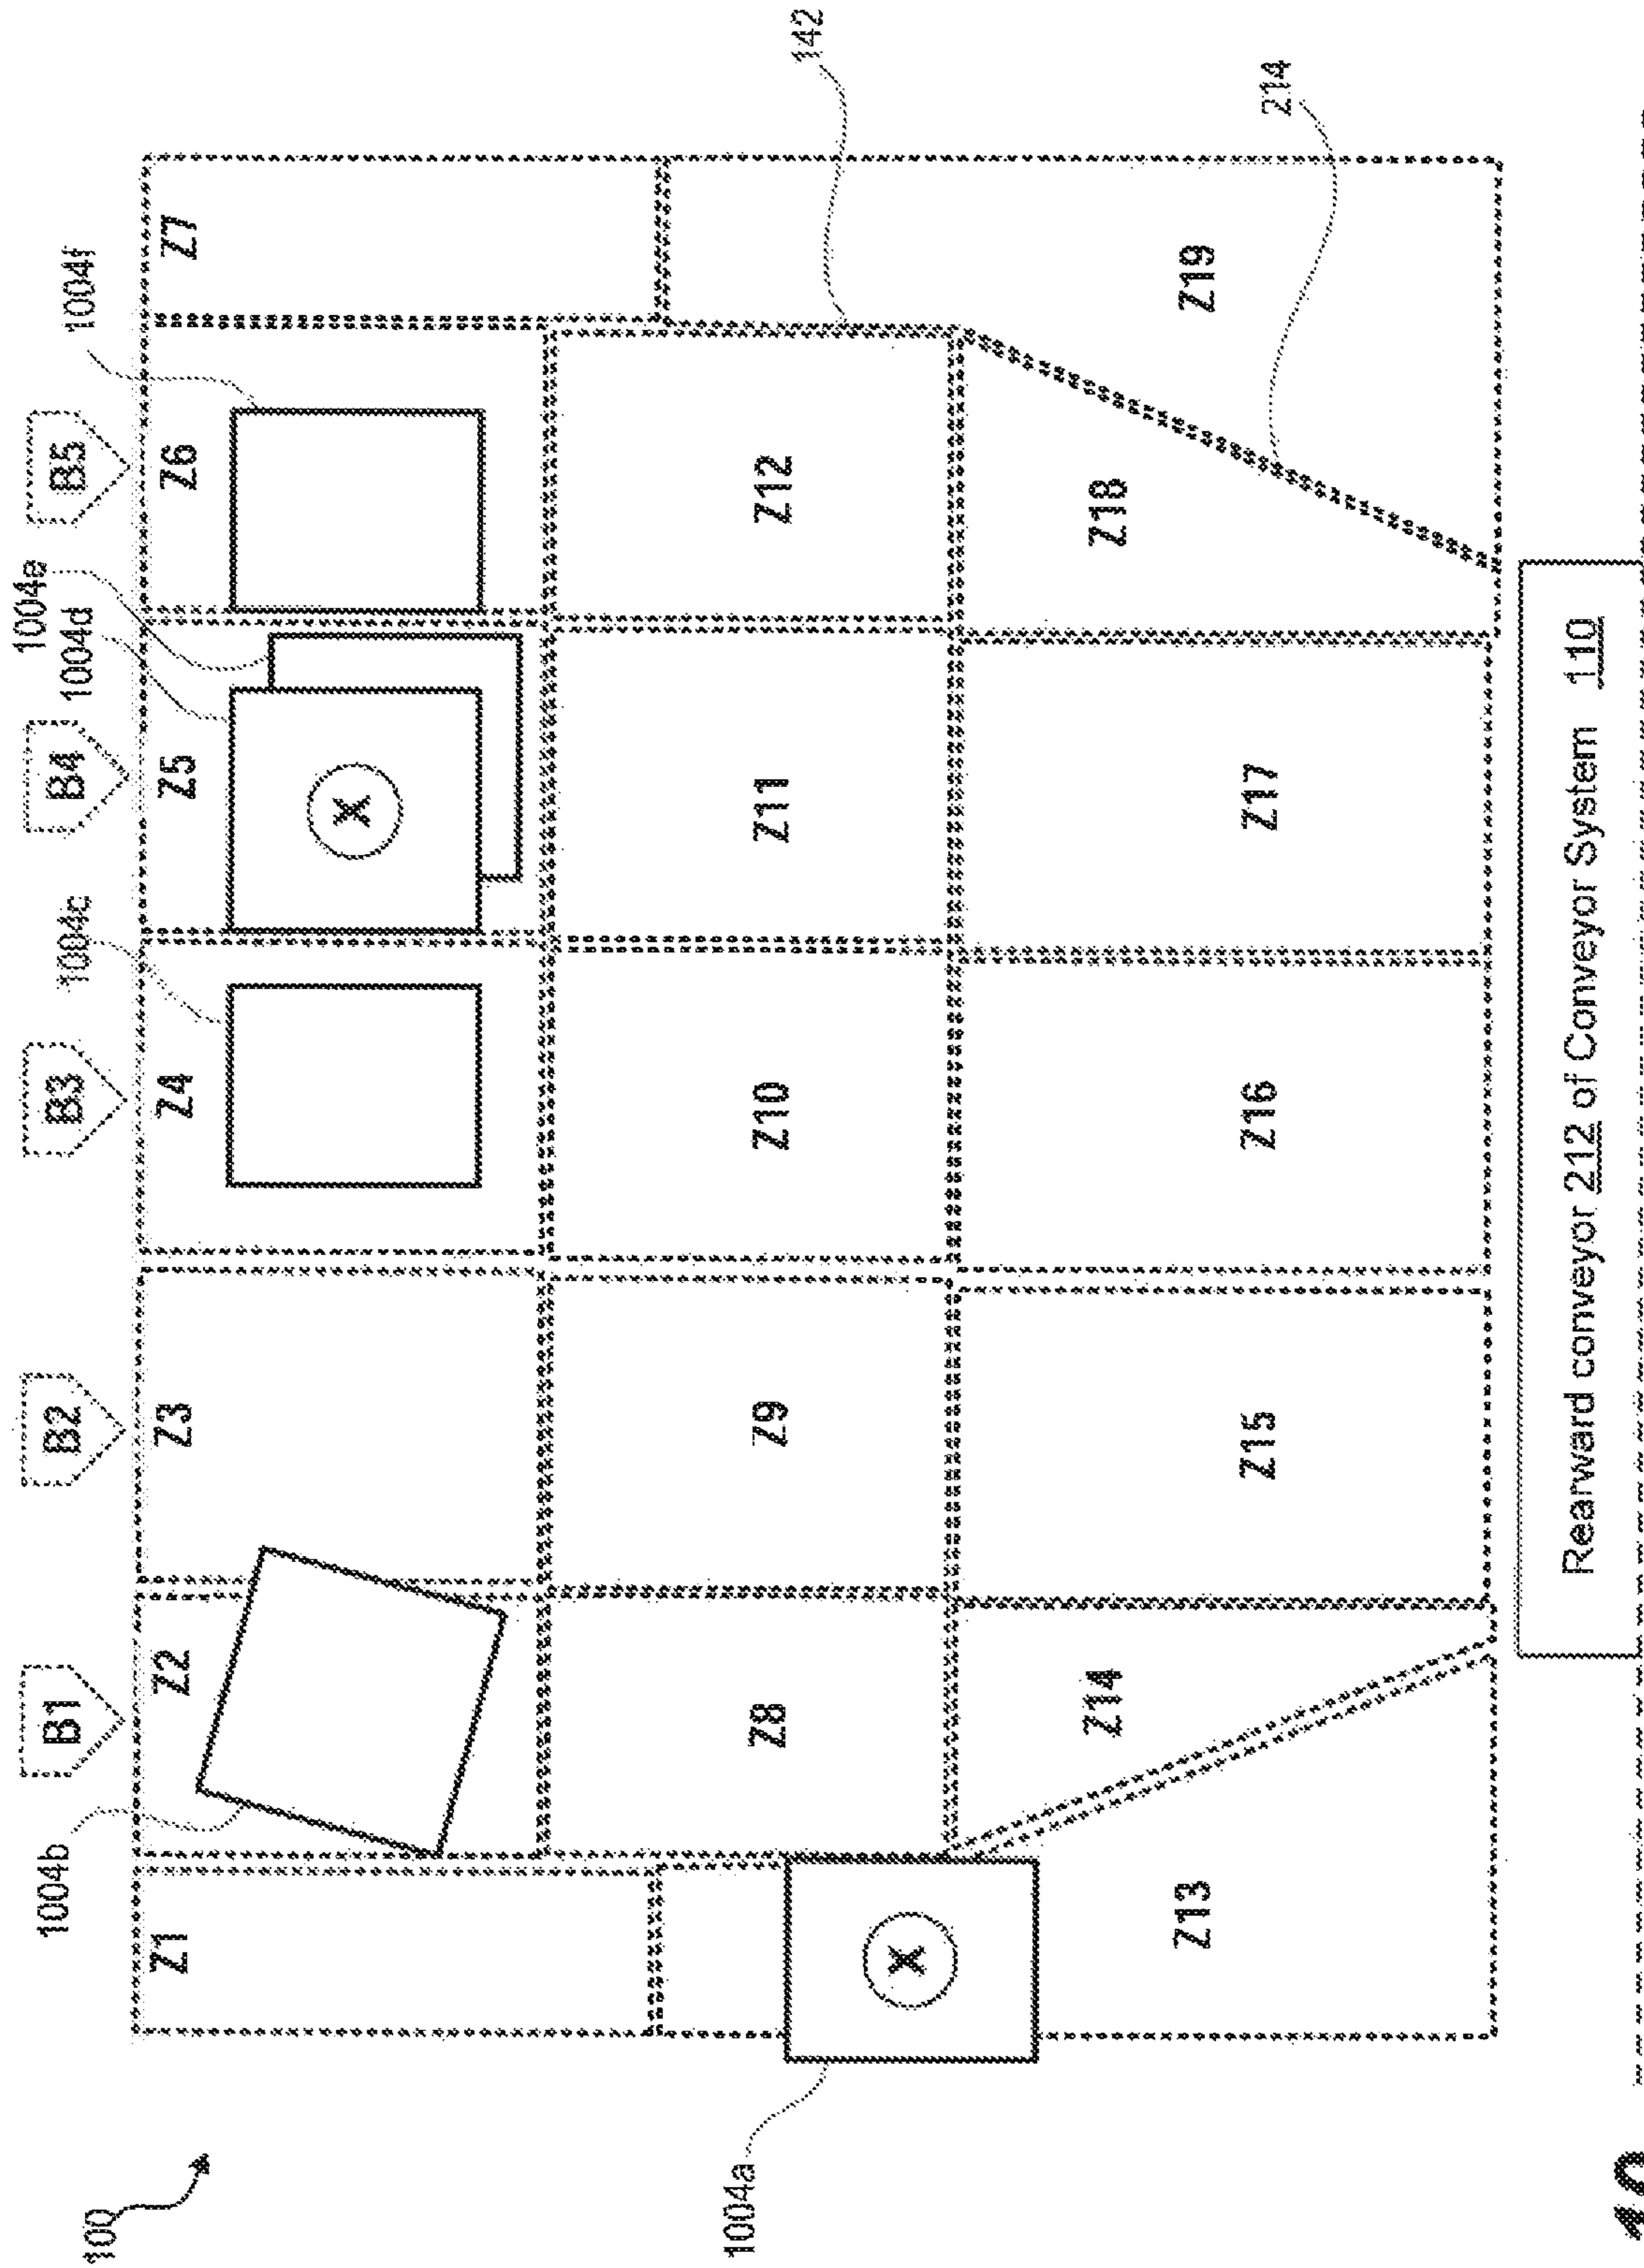 100
B1
B2
B3
B4
B5
1004b
1004c
1004d
1004e
1004f
Z1
Z2
Z3
Z4
Z5
Z6
Z7
X
142
Z8
Z9
Z10
Z11
Z12
1004a
X
214
Z13
Z14
Z15
Z16
Z17
Z18
Z19
Rearward conveyor 212 of Conveyor System 110